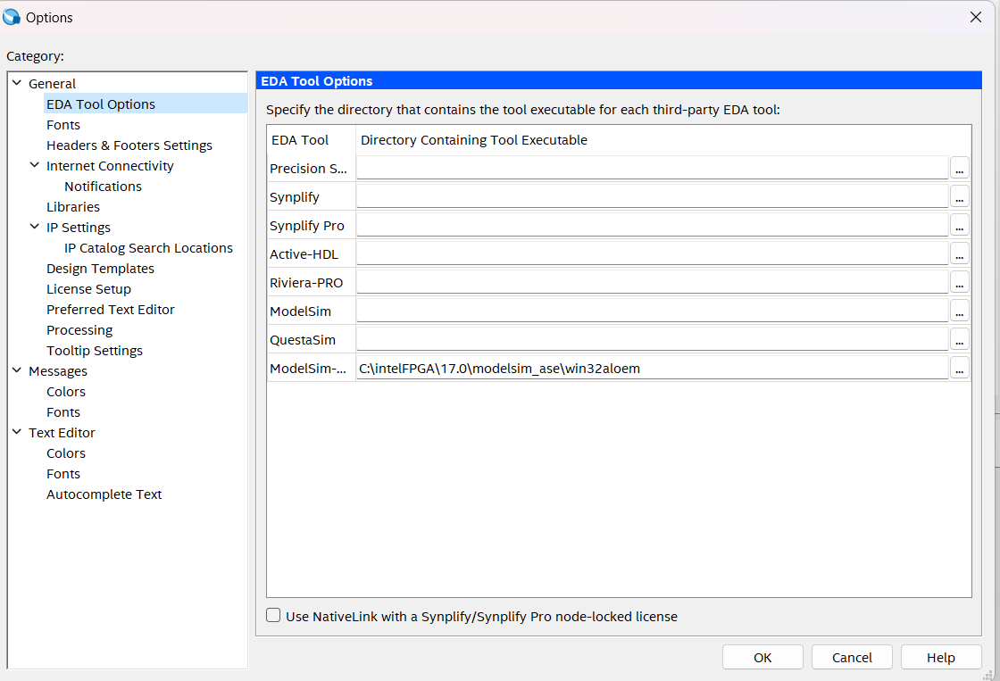 Options
Category:
General
EDA Tool Options
Fonts
Headers & Footers Settings
Internet Connectivity
Notifications
Libraries
IP Settings
IP Catalog Search Locations
Design Templates
License Setup
Preferred Text Editor
Processing
Tooltip Settings
Messages
Colors
Fonts
Text Editor
Colors
Fonts
Autocomplete Text
EDA Tool Options
Specify the directory that contains the tool executable for each third-party EDA tool:
EDA Tool Directory Containing Tool Executable
Precision S... ...
Synplify ...
Synplify Pro ...
Active-HDL ...
Riviera-PRO ...
ModelSim ...
QuestaSim ...
ModelSim-... C:\intelFPGA\17.0\modelsim_ase\win32aloem ...
Use NativeLink with a Synplify/Synplify Pro node-locked license
OK Cancel Help